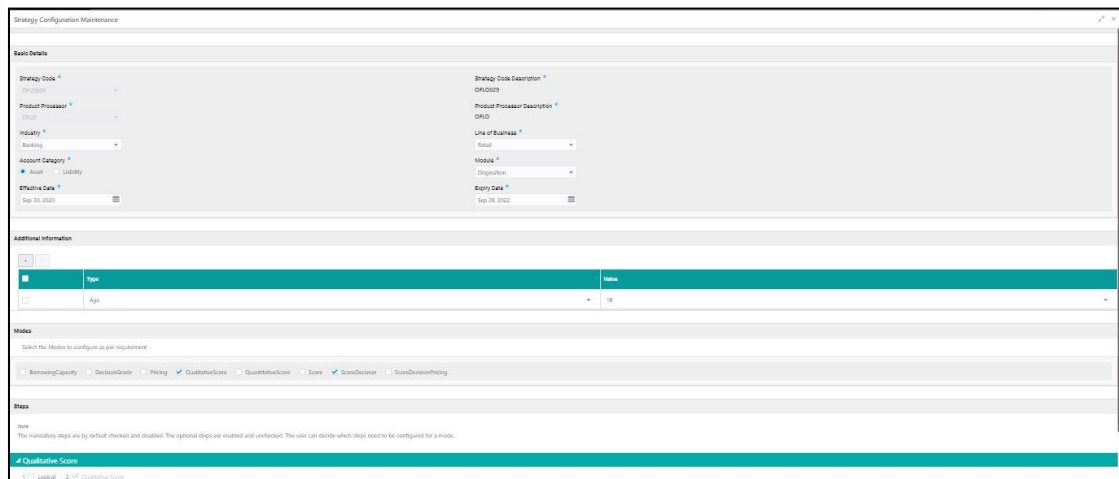 Strategy Configuration Maintenance
Basic Details
Strategy Code *
Strategy Code Description *
OFLO029
OFLO029
Product Processor *
Product Processor Description *
OFLO
OFLO
Industry *
Line of Business *
Banking
Retail
Account Category *
Module *
Asset Liability
Origination
Effective Date *
Expiry Date *
Sep 30, 2020
Sep 28, 2022
Additional Information
Type Value
Age 18
Modes
Select the Modes to configure as per requirement
BorrowingCapacity DecisionGrade Pricing QualitativeScore QuantitativeScore Score ScoreDecision ScoreDecisionPricing
Steps
Note
The mandatory steps are by default checked and disabled. The optional steps are enabled and unchecked. The user can decide which steps need to be configured for a mode.
Qualitative Score
1. Logical 2. Qualitative Score